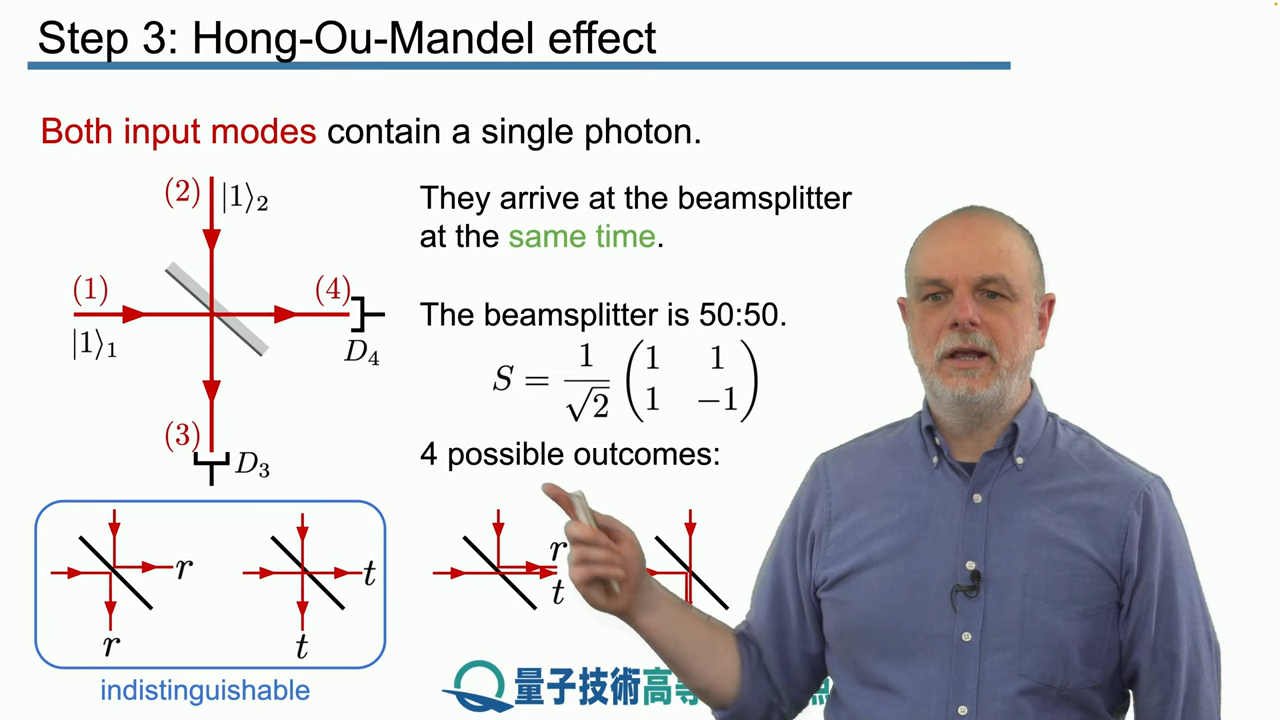 Step 3: Hong-Ou-Mandel effect
Both input modes contain a single photon.
(2) |1⟩₂
(1) (4)
|1⟩₁ D₄
(3) D₃
They arrive at the beamsplitter
at the same time.
The beamsplitter is 50:50.
S = 1/√2 (1 1
1 −1)
4 possible outcomes:
r t r
r t t
indistinguishable
量子技術高等